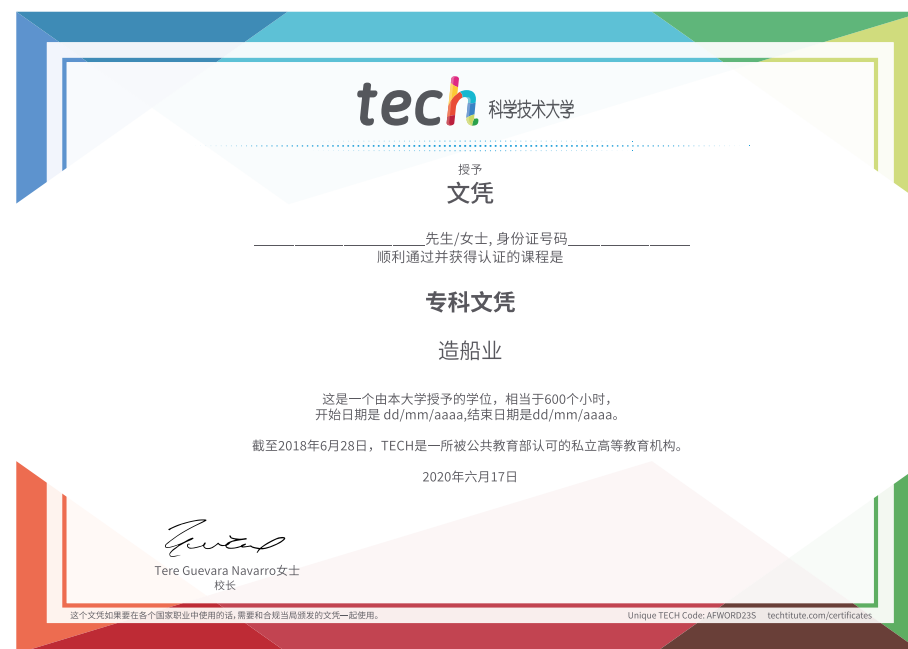 tech 科学技术大学
授予
文凭
先生/女士, 身份证号码
顺利通过并获得认证的课程是
专科文凭
造船业
这是一个由本大学授予的学位，相当于600个小时，
开始日期是 dd/mm/aaaa,结束日期是dd/mm/aaaa。
截至2018年6月28日，TECH是一所被公共教育部认可的私立高等教育机构。
2020年六月17日
Tere Guevara Navarro女士
校长
这个文凭如果要在各个国家职业中使用的话,需要和合规当局颁发的文凭一起使用。
Unique TECH Code: AFWORD23S techtitute.com/certificates